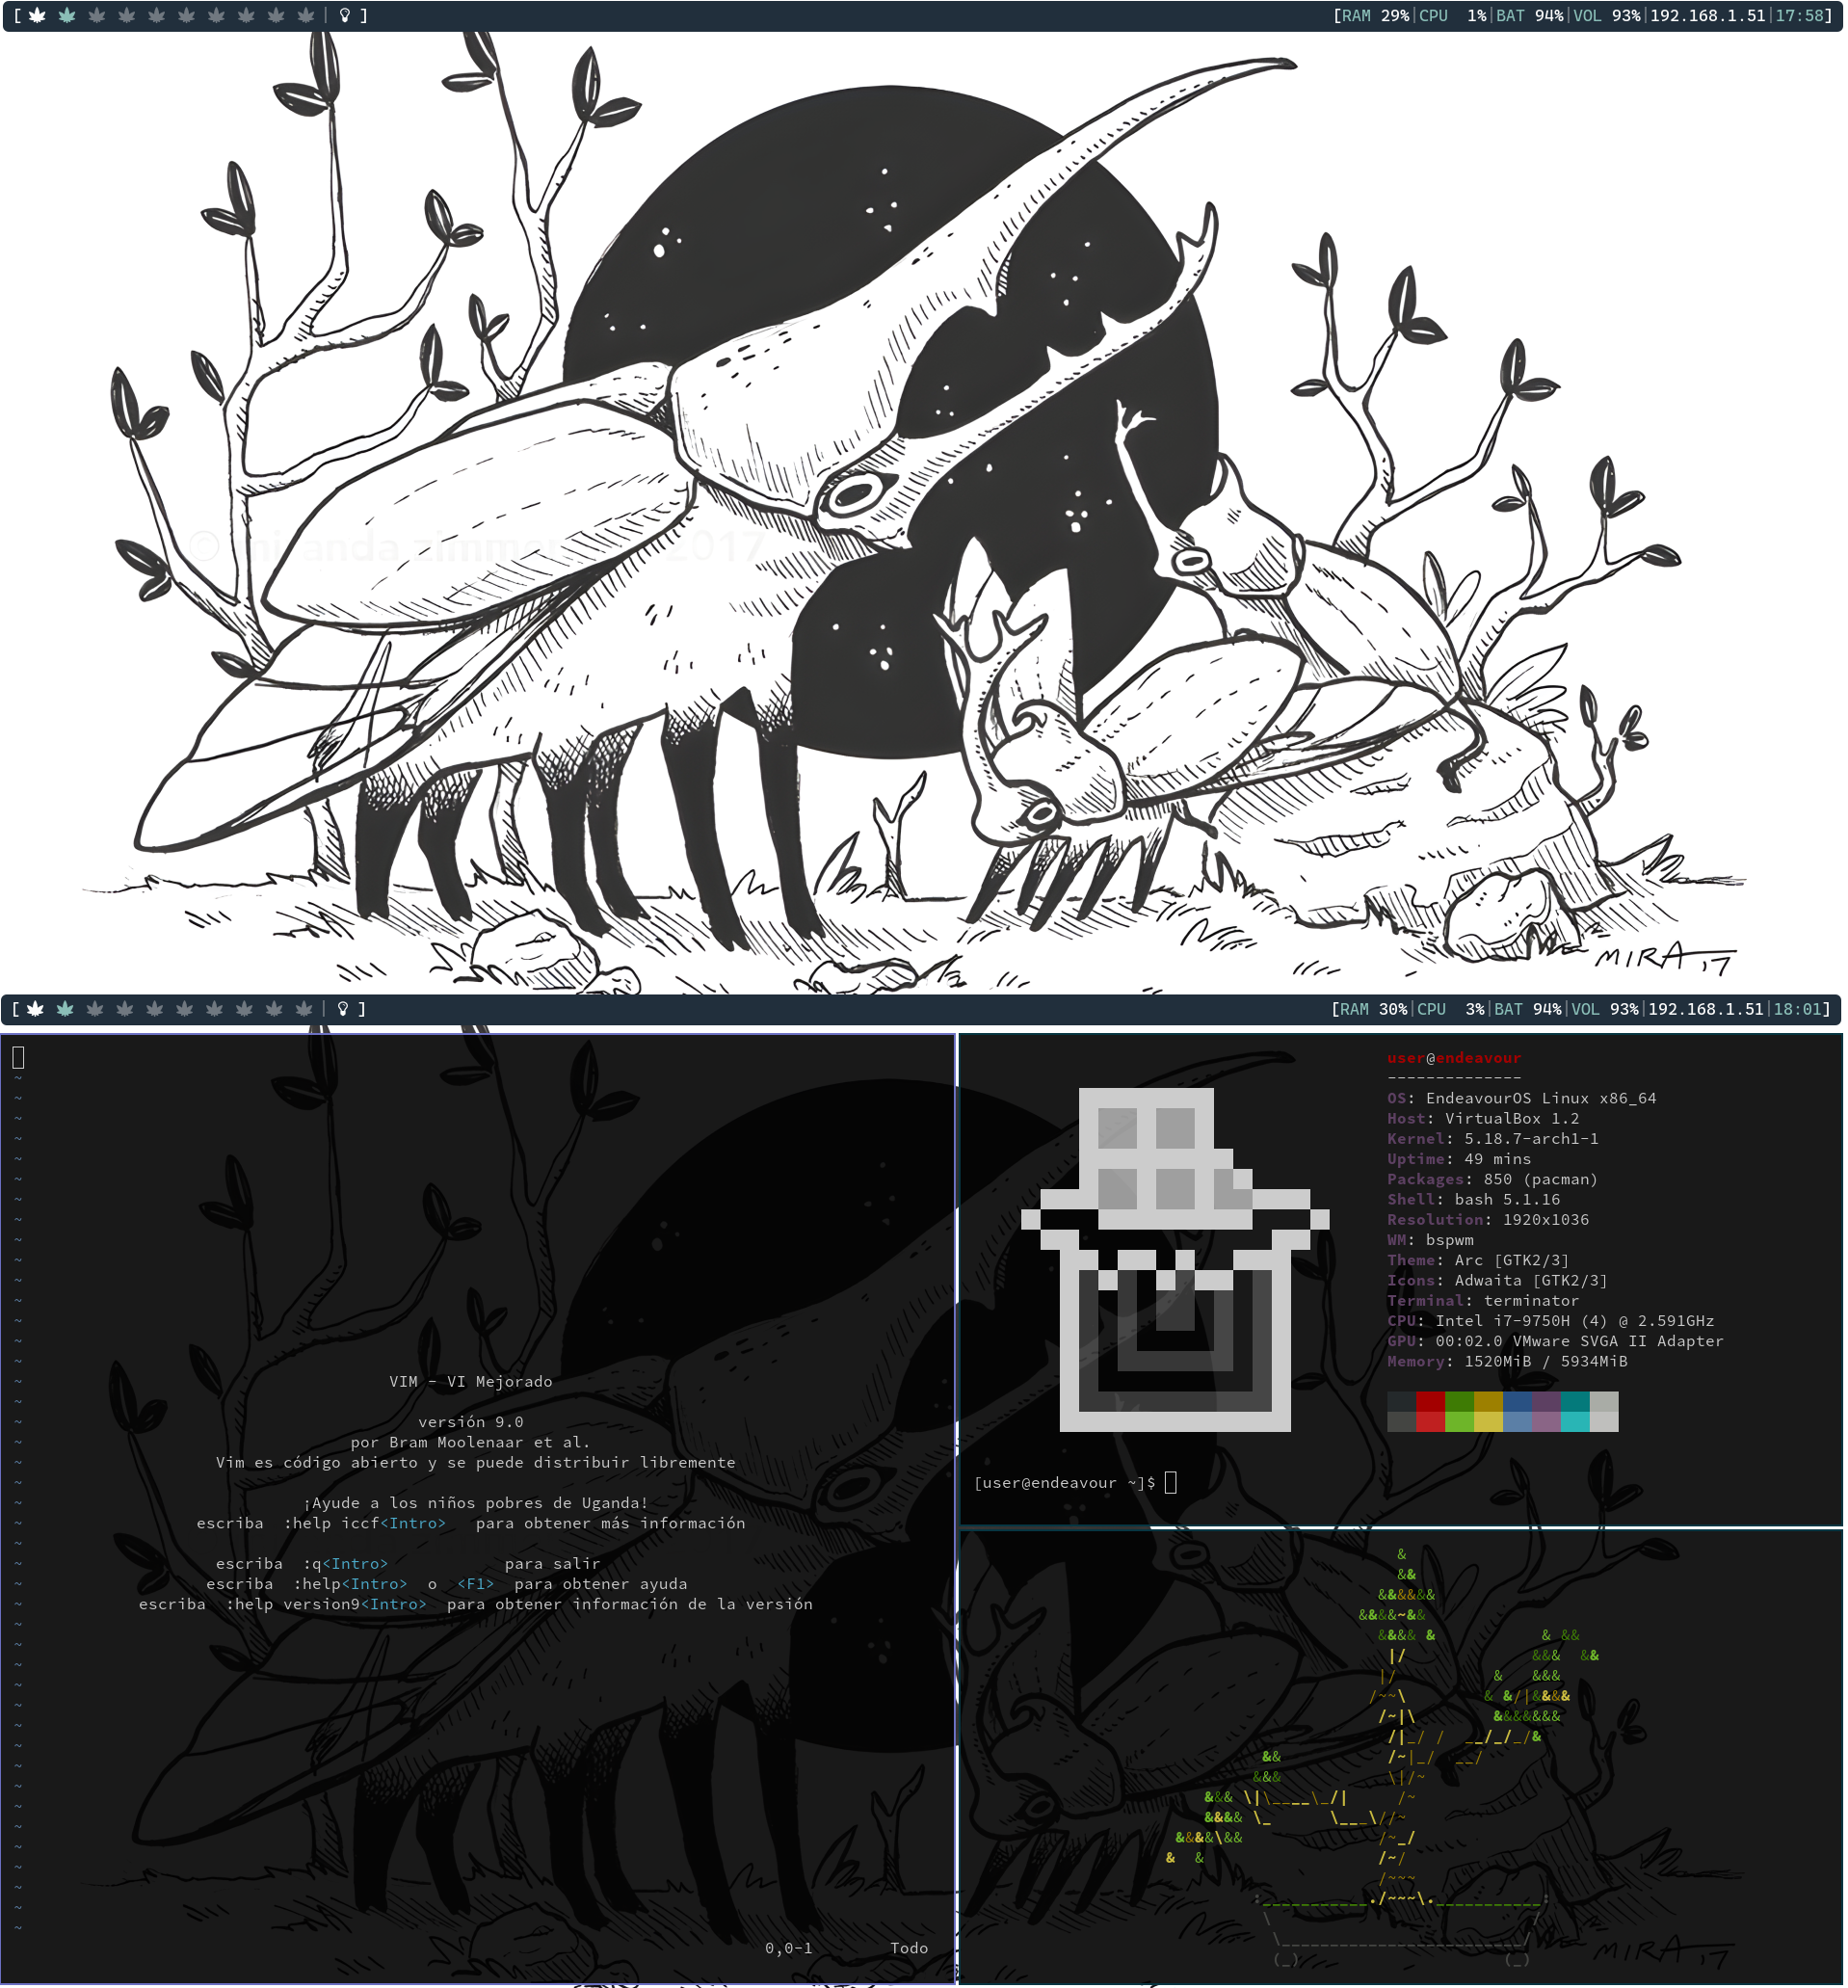 [ | ]
[RAM 29%|CPU 1%|BAT 94%|VOL 93%|192.168.1.51|17:58]
© miranda zimmer 2017
MIRA '17
[ | ]
[RAM 30%|CPU 3%|BAT 94%|VOL 93%|192.168.1.51|18:01]
VIM - VI Mejorado
versión 9.0
por Bram Moolenaar et al.
Vim es código abierto y se puede distribuir libremente
¡Ayude a los niños pobres de Uganda!
escriba :help iccf<Intro> para obtener más información
escriba :q<Intro> para salir
escriba :help<Intro> o <F1> para obtener ayuda
escriba :help version9<Intro> para obtener información de la versión
0,0-1 Todo
user@endeavour
--------------
OS: EndeavourOS Linux x86_64
Host: VirtualBox 1.2
Kernel: 5.18.7-arch1-1
Uptime: 49 mins
Packages: 850 (pacman)
Shell: bash 5.1.16
Resolution: 1920x1036
WM: bspwm
Theme: Arc [GTK2/3]
Icons: Adwaita [GTK2/3]
Terminal: terminator
CPU: Intel i7-9750H (4) @ 2.591GHz
GPU: 00:02.0 VMware SVGA II Adapter
Memory: 1520MiB / 5934MiB
[user@endeavour ~]$
MIRA '17